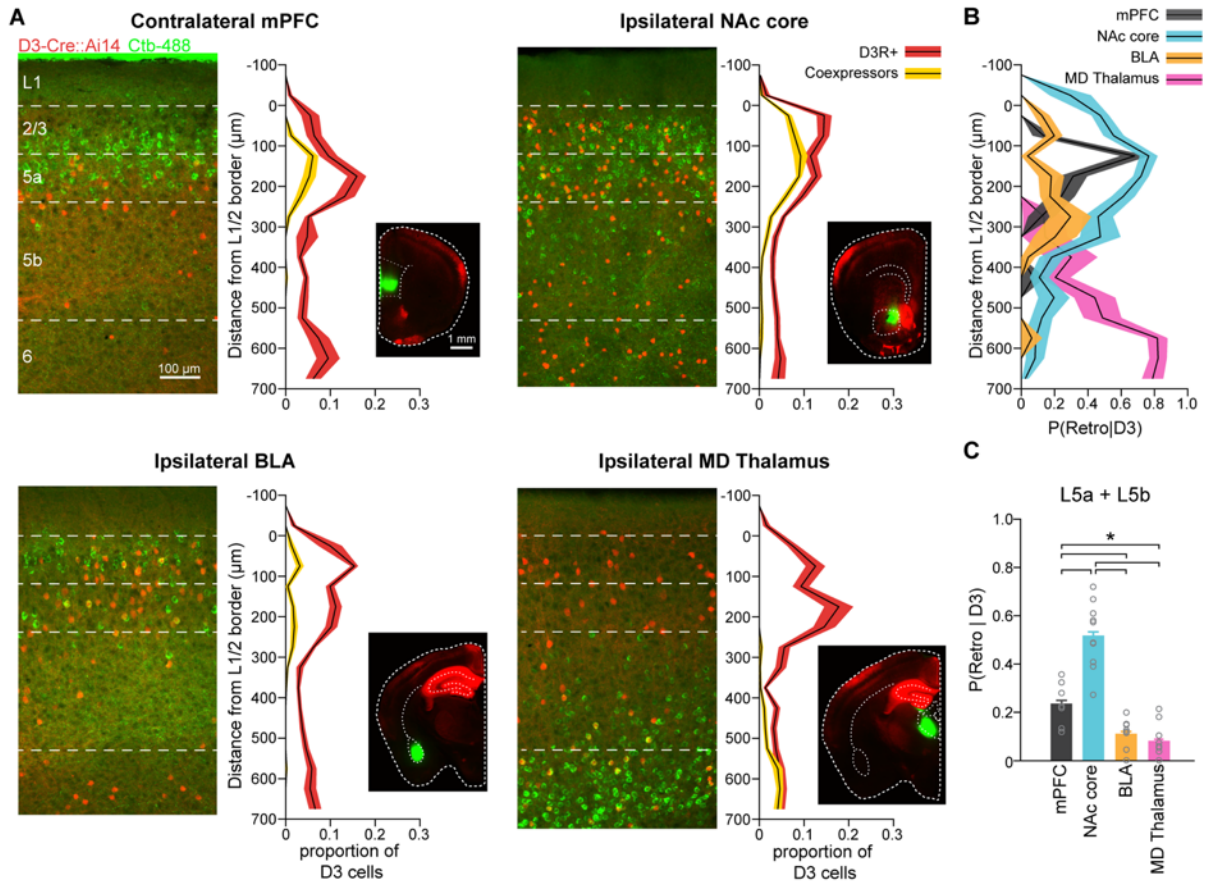 A
Contralateral mPFC
D3-Cre::Ai14 Ctb-488
L1
2/3
5a
5b
6
100 µm
Distance from L1/2 border (µm)
-100
0
100
200
300
400
500
600
700
0 0.1 0.2 0.3
1 mm
Ipsilateral NAc core
D3R+
Coexpressors
-100
0
100
200
300
400
500
600
700
0 0.1 0.2 0.3
B
mPFC
NAc core
BLA
MD Thalamus
Distance from L1/2 border (µm)
-100
0
100
200
300
400
500
600
700
0 0.2 0.4 0.6 0.8 1.0
P(Retro|D3)
Ipsilateral BLA
Distance from L1/2 border (µm)
-100
0
100
200
300
400
500
600
700
0 0.1 0.2 0.3
proportion of
D3 cells
Ipsilateral MD Thalamus
-100
0
100
200
300
400
500
600
700
0 0.1 0.2 0.3
proportion of
D3 cells
C
L5a + L5b
*
P(Retro | D3)
1.0
0.8
0.6
0.4
0.2
0
mPFC
NAc core
BLA
MD Thalamus